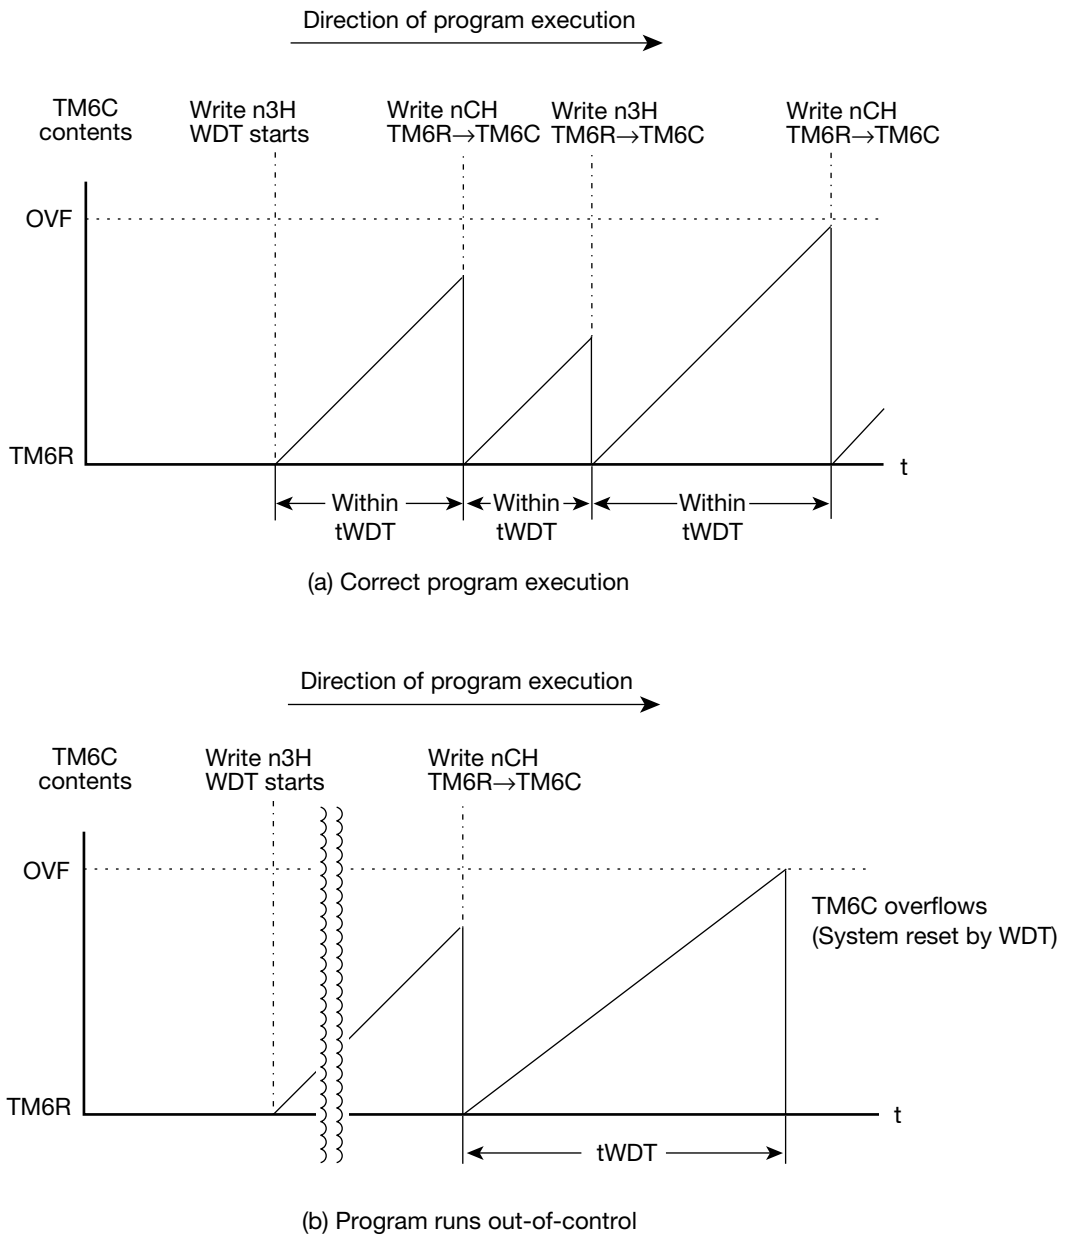 Direction of program execution
TM6C contents
Write n3H
WDT starts
Write nCH
TM6R→TM6C
Write n3H
TM6R→TM6C
Write nCH
TM6R→TM6C
OVF
TM6R
t
Within
tWDT
Within
tWDT
Within
tWDT
(a) Correct program execution
Direction of program execution
TM6C
contents
Write n3H
WDT starts
Write nCH
TM6R→TM6C
OVF
TM6C overflows
(System reset by WDT)
TM6R
t
tWDT
(b) Program runs out-of-control